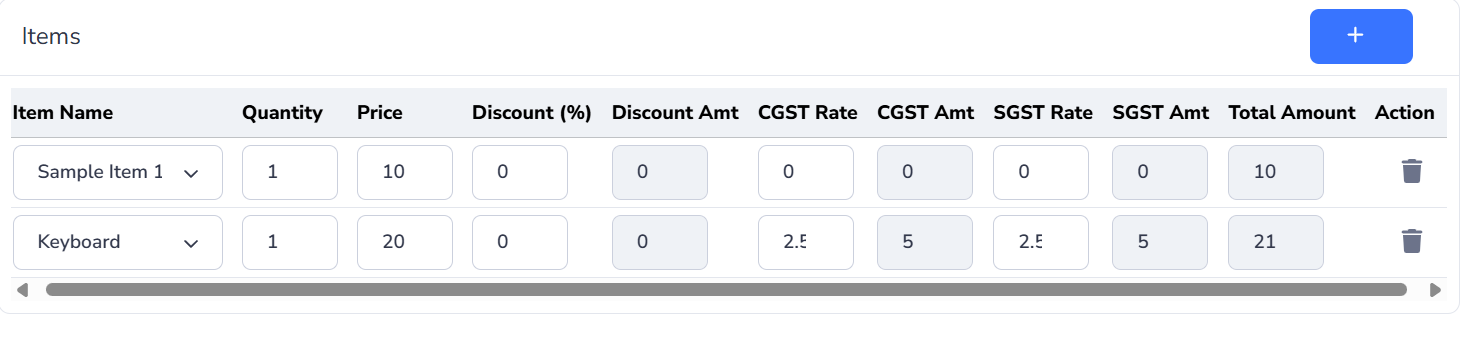 Items
+
Item Name Quantity Price Discount (%) Discount Amt CGST Rate CGST Amt SGST Rate SGST Amt Total Amount Action
Sample Item 1 1 10 0 0 0 0 0 0 10
Keyboard 1 20 0 0 2.5 5 2.5 5 21